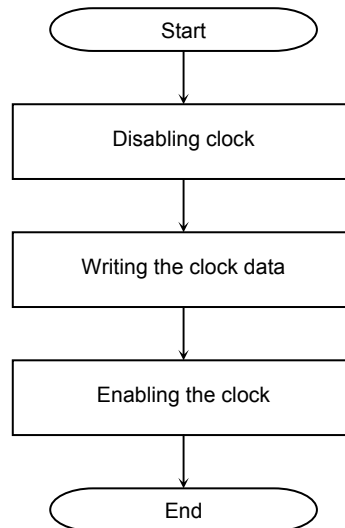 Start
Disabling clock
Writing the clock data
Enabling the clock
End